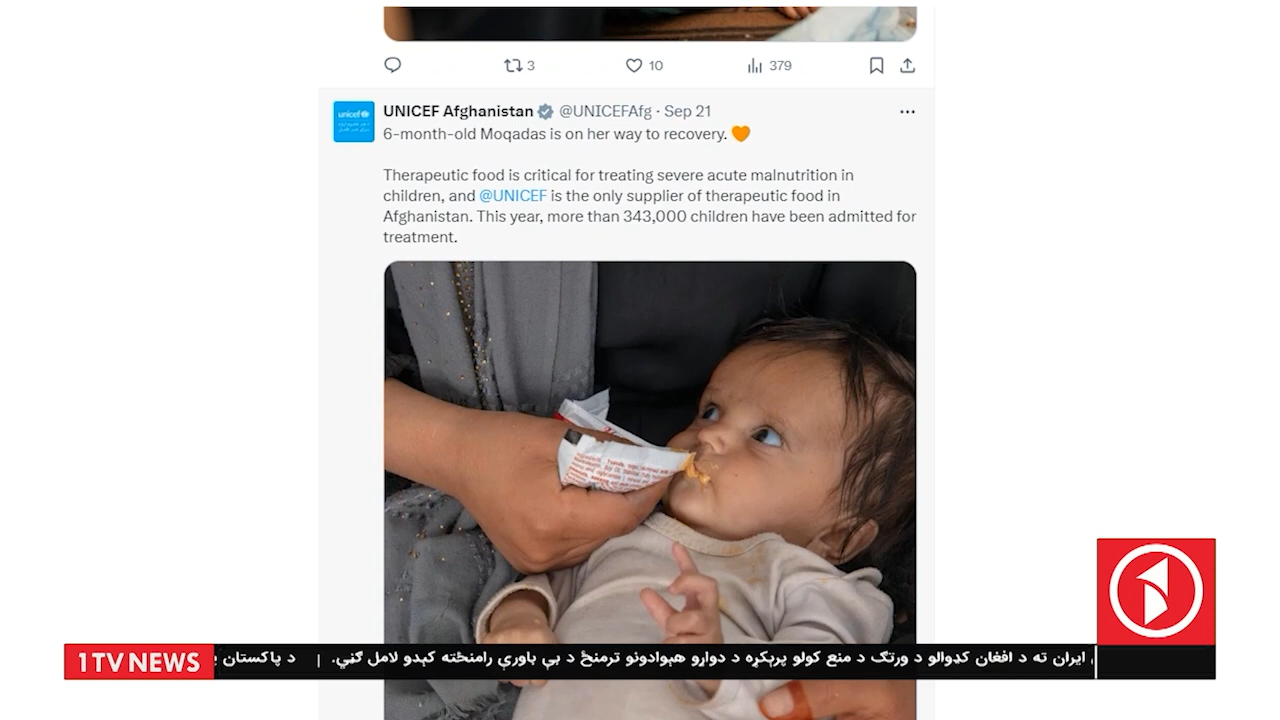 3
10
379
unicef
UNICEF Afghanistan @UNICEFAfg · Sep 21
6-month-old Moqadas is on her way to recovery. 🧡
Therapeutic food is critical for treating severe acute malnutrition in
children, and @UNICEF is the only supplier of therapeutic food in
Afghanistan. This year, more than 343,000 children have been admitted for
treatment.
1TV NEWS
ایران ته د افغان کډوالو د ورتګ د منع کولو پرېکړه د دواړو هېوادونو ترمنځ د بې باورۍ رامنځته کېدو لامل ګڼي. | د پاکستان